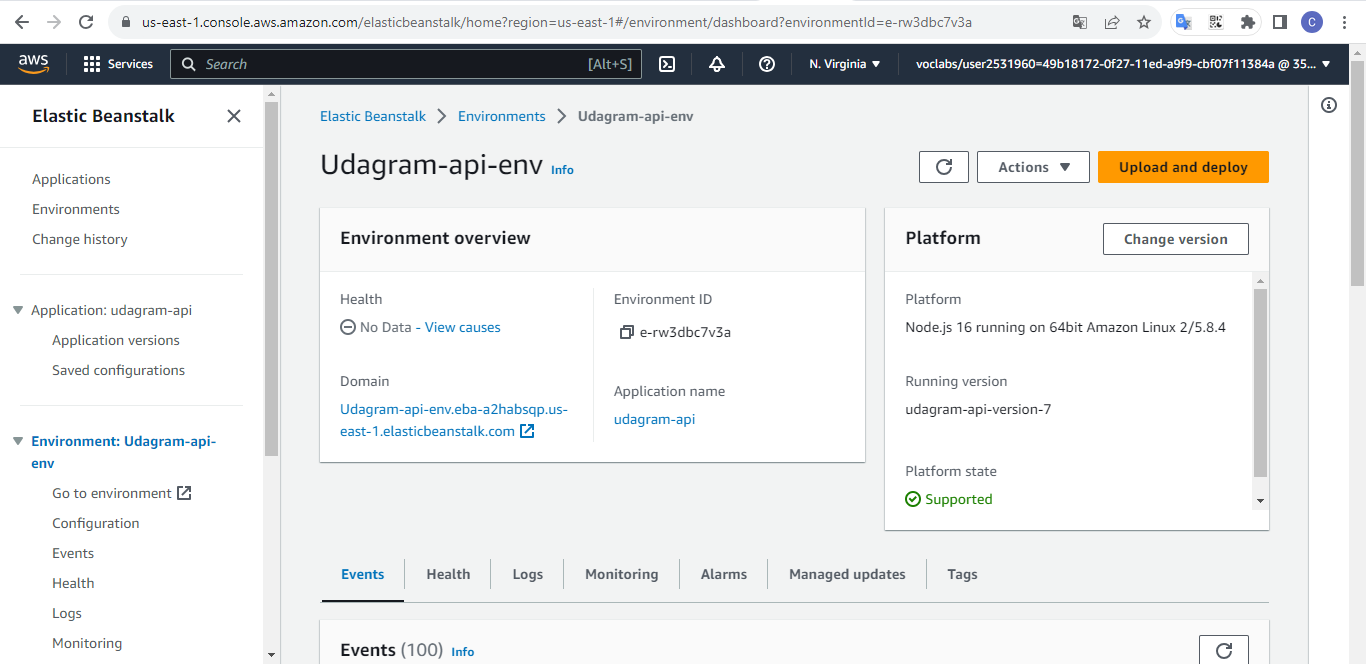 us-east-1.console.aws.amazon.com/elasticbeanstalk/home?region=us-east-1#/environment/dashboard?environmentId=e-rw3dbc7v3a
C
aws
Services
Search
[Alt+S]
N. Virginia
voclabs/user2531960=49b18172-0f27-11ed-a9f9-cbf07f11384a @ 35...
Elastic Beanstalk
Applications
Environments
Change history
Application: udagram-api
Application versions
Saved configurations
Environment: Udagram-api-
env
Go to environment
Configuration
Events
Health
Logs
Monitoring
Elastic Beanstalk > Environments > Udagram-api-env
Udagram-api-env Info
Actions
Upload and deploy
Environment overview
Health
No Data - View causes
Domain
Udagram-api-env.eba-a2habsqp.us-
east-1.elasticbeanstalk.com
Environment ID
e-rw3dbc7v3a
Application name
udagram-api
Platform
Change version
Platform
Node.js 16 running on 64bit Amazon Linux 2/5.8.4
Running version
udagram-api-version-7
Platform state
Supported
Events
Health
Logs
Monitoring
Alarms
Managed updates
Tags
Events (100) Info